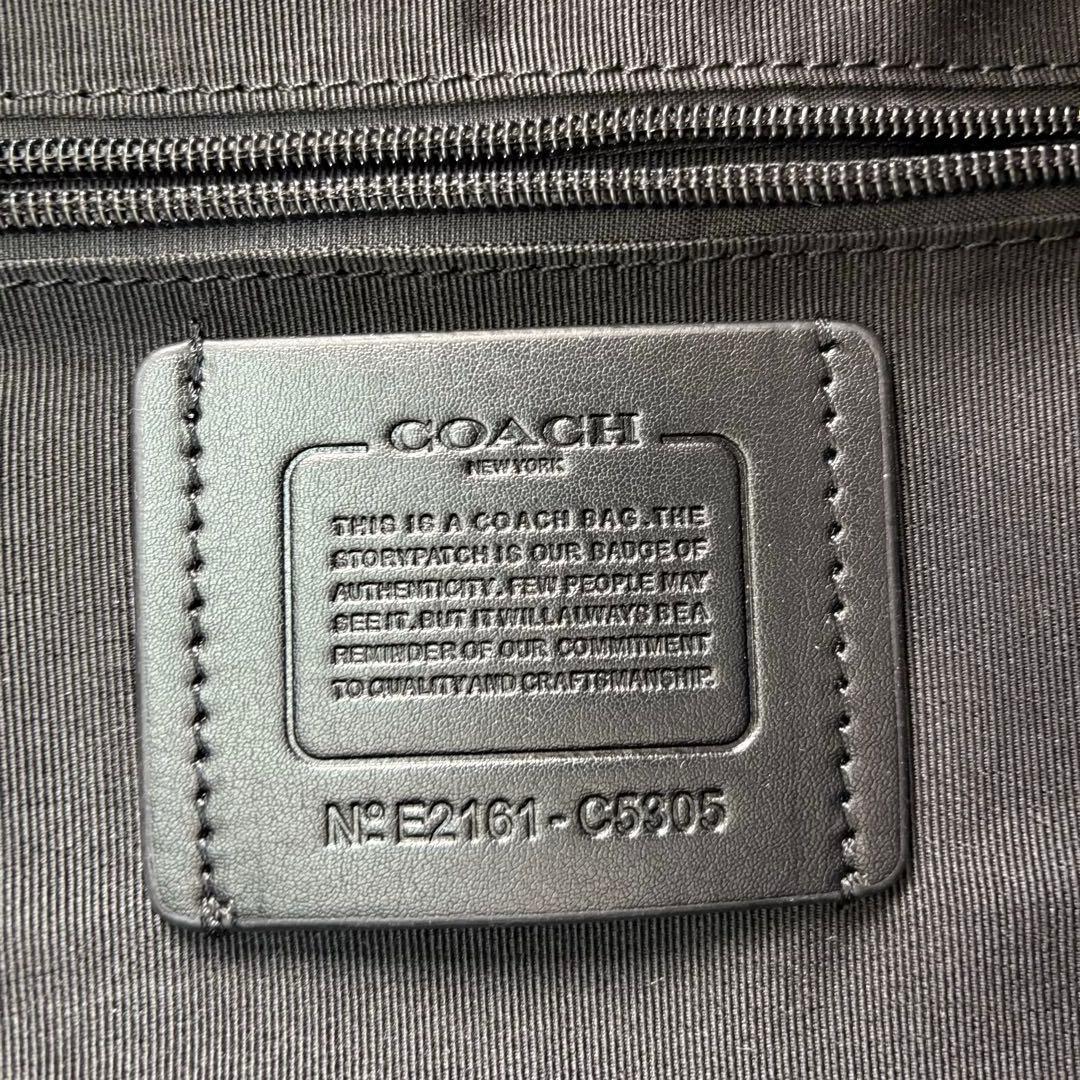 COACH
NEW YORK
THIS IS A COACH BAG. THE
STORYPATCH IS OUR BADGE OF
AUTHENTICITY. FEW PEOPLE MAY
SEE IT. BUT IT WILL ALWAYS BE A
REMINDER OF OUR COMMITMENT
TO QUALITY AND CRAFTSMANSHIP.
Nº E2161 - C5305